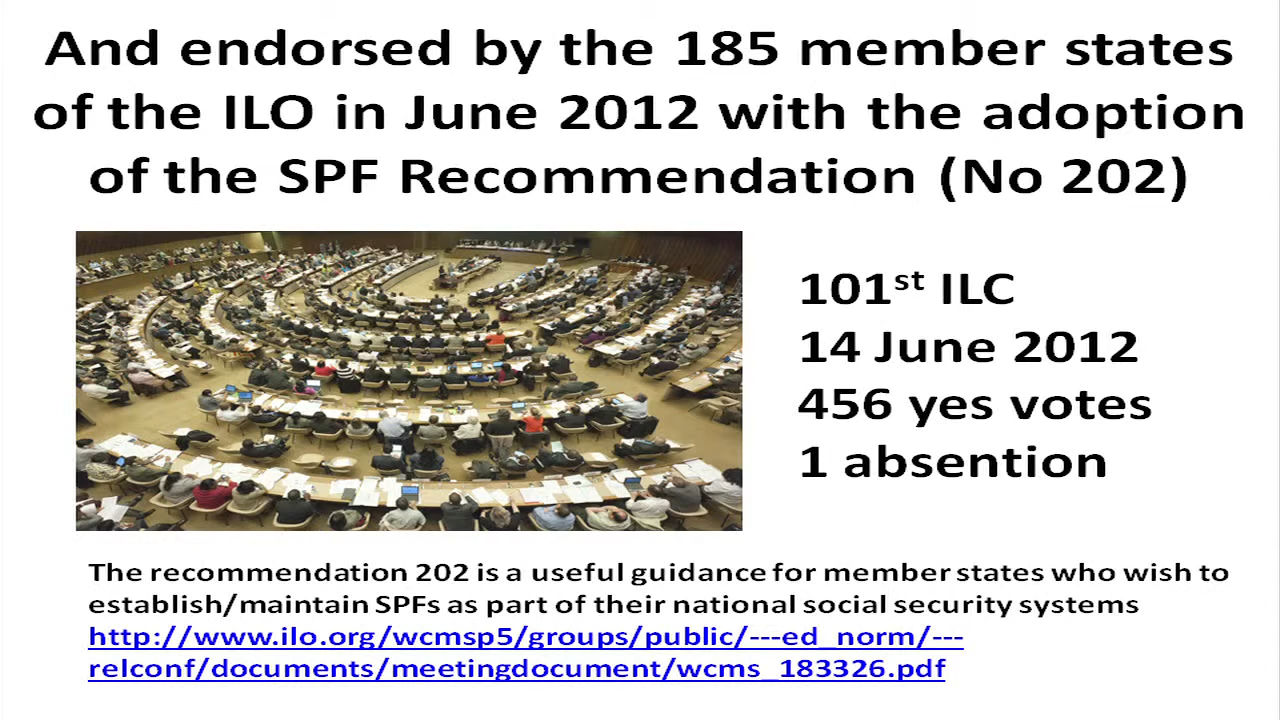 And endorsed by the 185 member states
of the ILO in June 2012 with the adoption
of the SPF Recommendation (No 202)
101st ILC
14 June 2012
456 yes votes
1 absention
The recommendation 202 is a useful guidance for member states who wish to
establish/maintain SPFs as part of their national social security systems
http://www.ilo.org/wcmsp5/groups/public/---ed_norm/---
relconf/documents/meetingdocument/wcms_183326.pdf